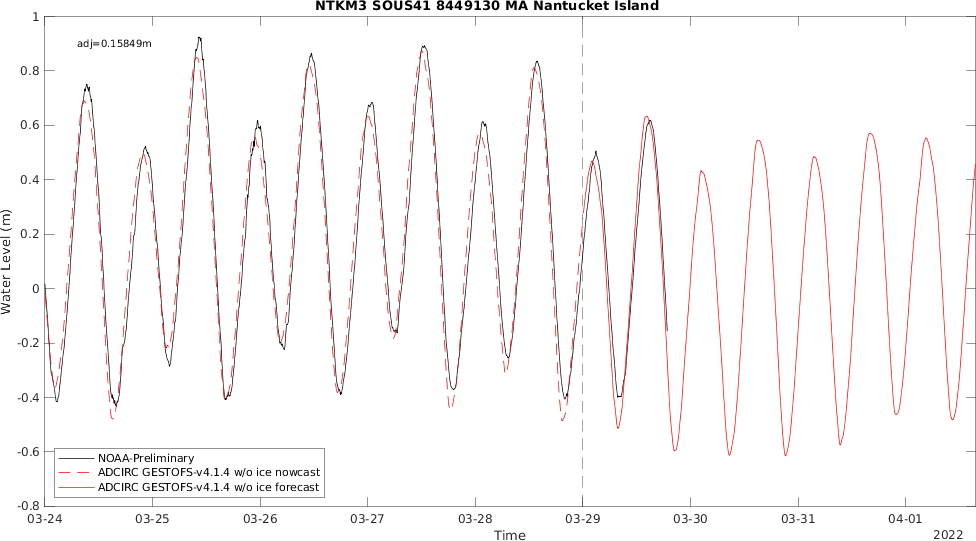 NTKM3 SOUS41 8449130 MA Nantucket Island
adj=0.15849m
1
0.8
0.6
0.4
0.2
0
-0.2
-0.4
-0.6
-0.8
Water Level (m)
NOAA-Preliminary
ADCIRC GESTOFS-v4.1.4 w/o ice nowcast
ADCIRC GESTOFS-v4.1.4 w/o ice forecast
03-24 03-25 03-26 03-27 03-28 03-29 03-30 03-31 04-01
Time
2022